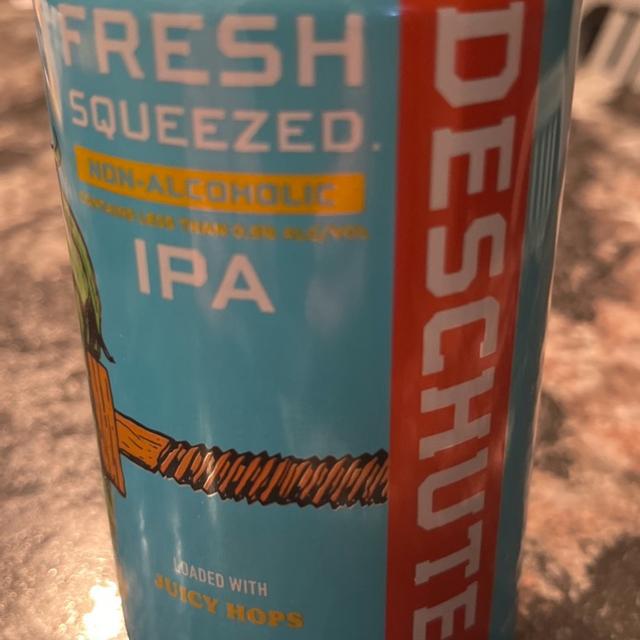 FRESH
SQUEEZED.
NON-ALCOHOLIC
CONTAINS LESS THAN 0.5% ALC/VOL
IPA
LOADED WITH
JUICY HOPS
DESCHUTE